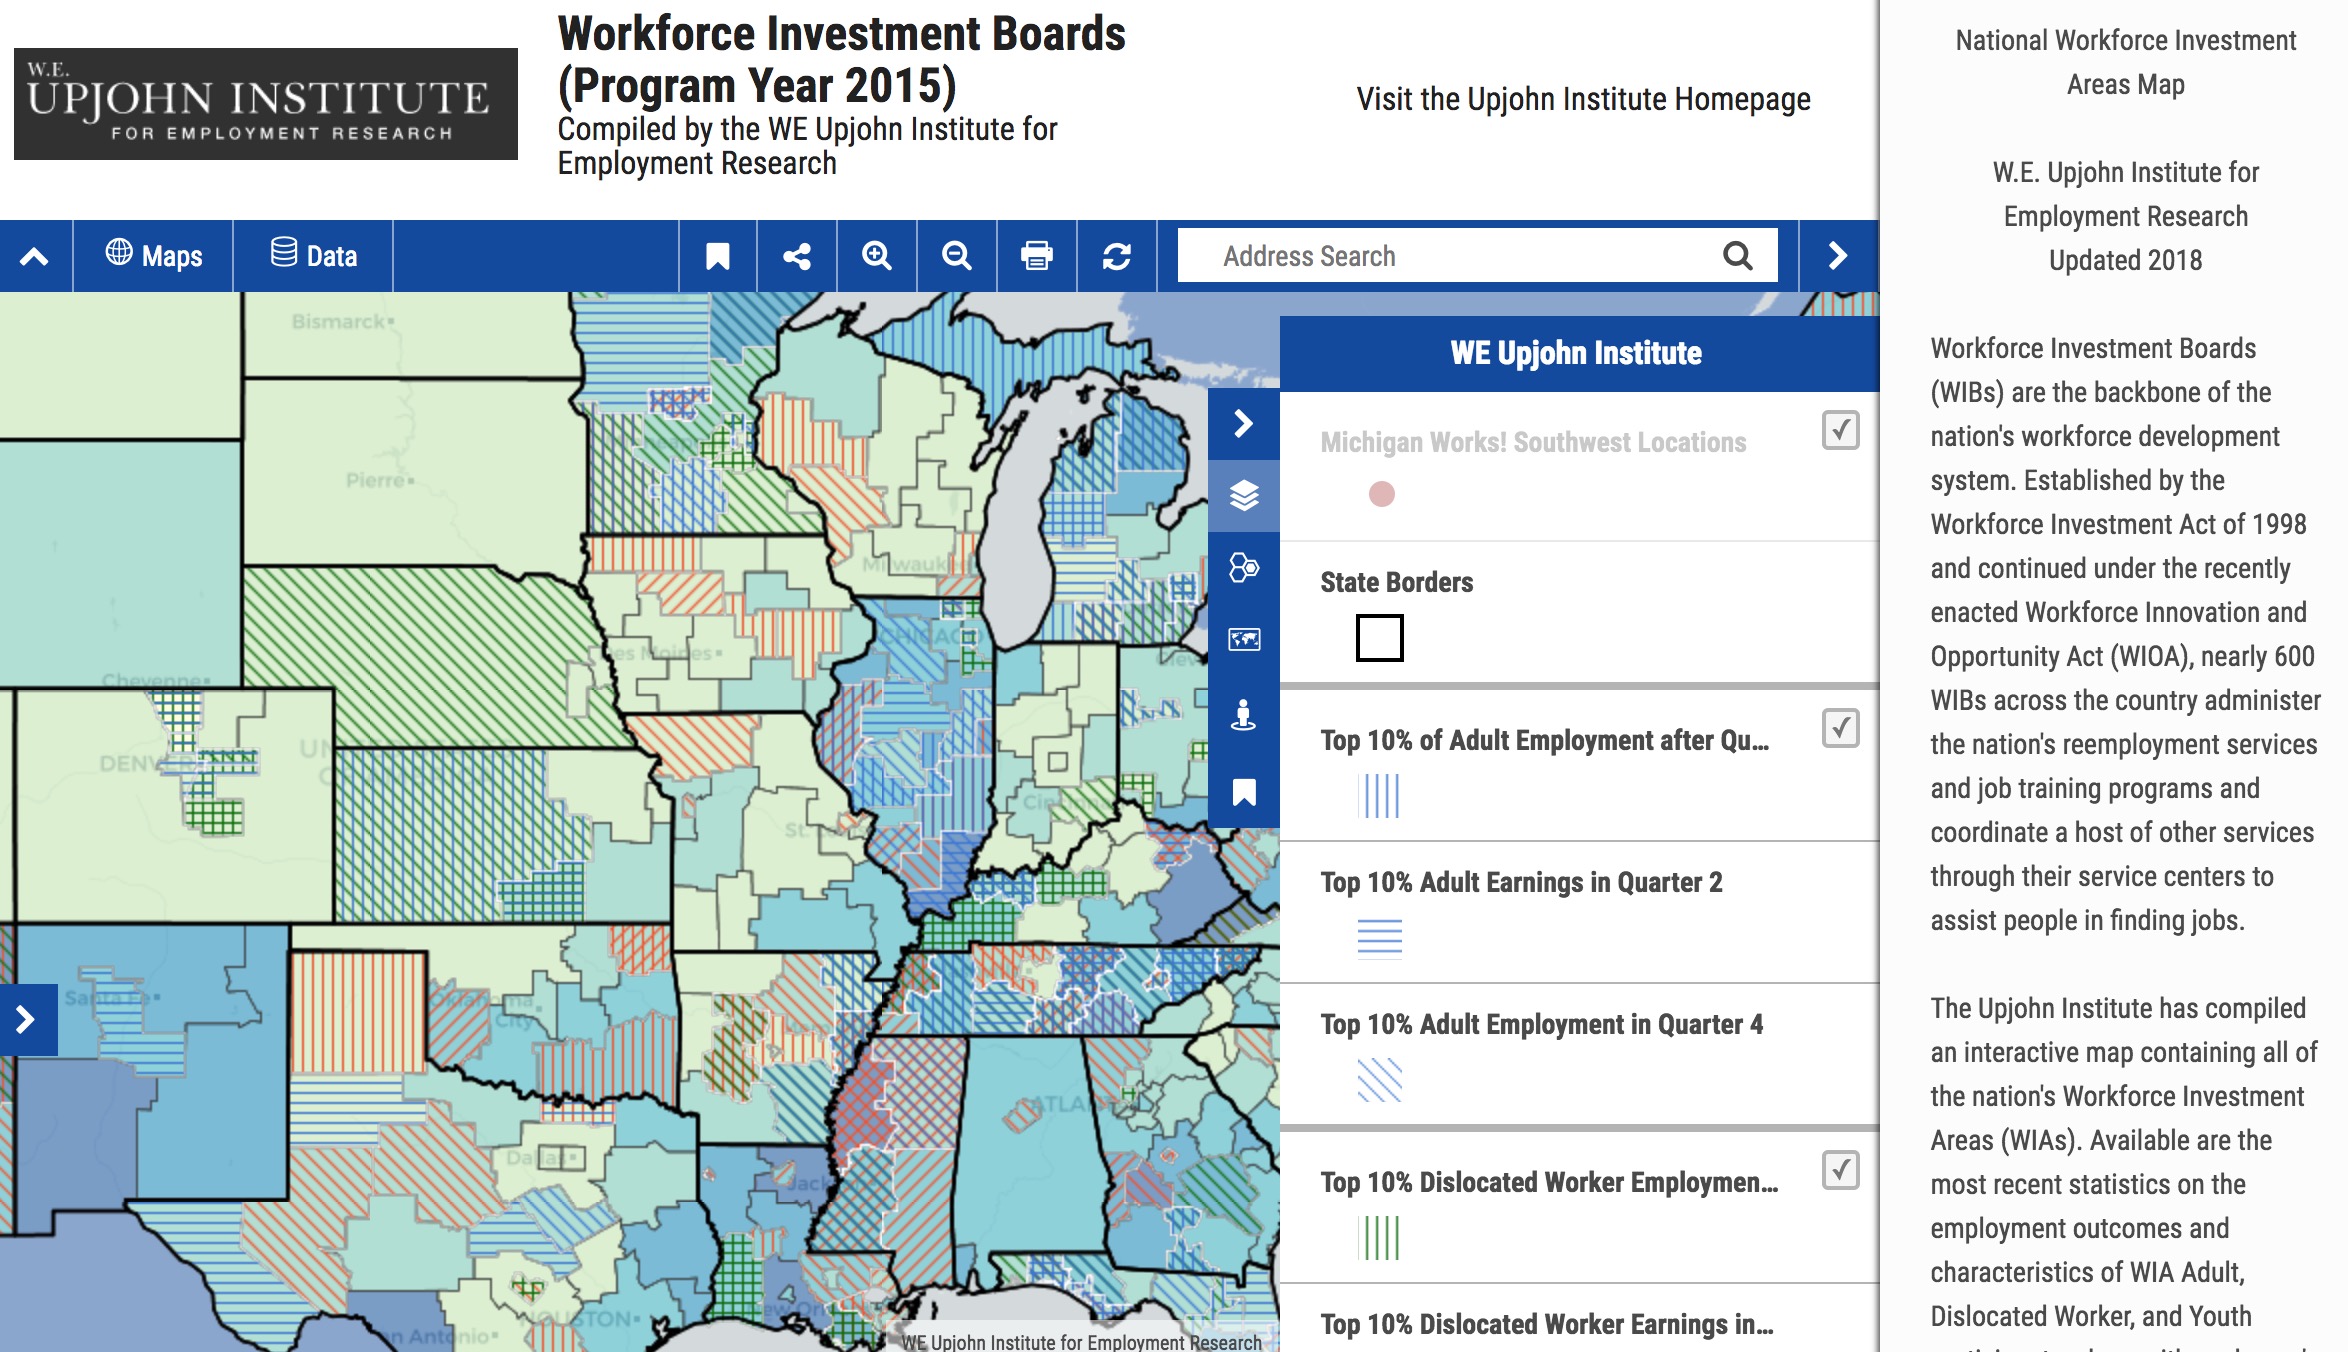 W.E.
UPJOHN INSTITUTE
FOR EMPLOYMENT RESEARCH
Workforce Investment Boards
(Program Year 2015)
Compiled by the WE Upjohn Institute for
Employment Research
Visit the Upjohn Institute Homepage
Maps
Data
Address Search
Bismarck
Pierre
Cheyenne
DENVER
Des Moines
Milwaukee
CHICAGO
St. Louis
Cincinnati
Santa Fe
Oklahoma
City
Dallas
ATLAN
Jack
HOUSTON
New Orl
an Antonio
WE Upjohn Institute for Employment Research
WE Upjohn Institute
Michigan Works! Southwest Locations
State Borders
Top 10% of Adult Employment after Qu...
Top 10% Adult Earnings in Quarter 2
Top 10% Adult Employment in Quarter 4
Top 10% Dislocated Worker Employmen...
Top 10% Dislocated Worker Earnings in...
National Workforce Investment
Areas Map
W.E. Upjohn Institute for
Employment Research
Updated 2018
Workforce Investment Boards
(WIBs) are the backbone of the
nation's workforce development
system. Established by the
Workforce Investment Act of 1998
and continued under the recently
enacted Workforce Innovation and
Opportunity Act (WIOA), nearly 600
WIBs across the country administer
the nation's reemployment services
and job training programs and
coordinate a host of other services
through their service centers to
assist people in finding jobs.
The Upjohn Institute has compiled
an interactive map containing all of
the nation's Workforce Investment
Areas (WIAs). Available are the
most recent statistics on the
employment outcomes and
characteristics of WIA Adult,
Dislocated Worker, and Youth